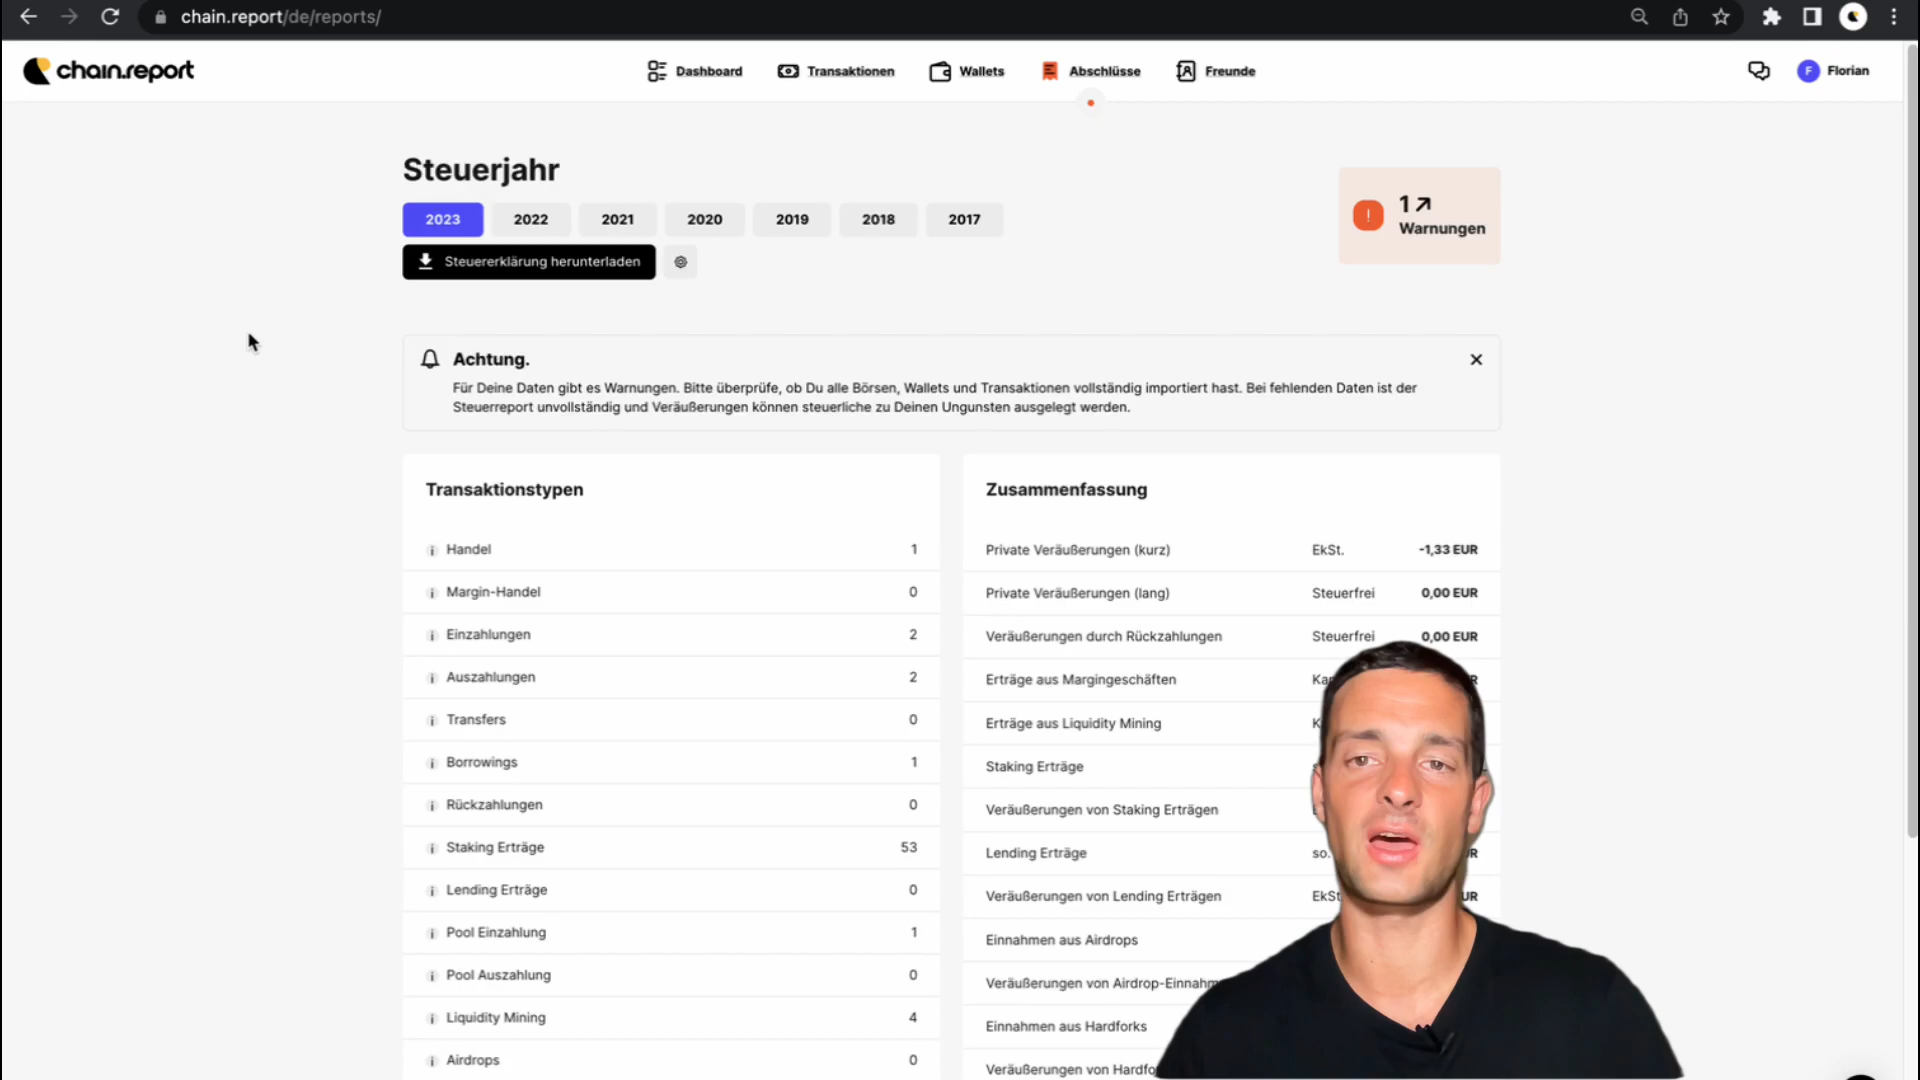 chain.report/de/reports/
chain.report
Dashboard
Transaktionen
Wallets
Abschlüsse
Freunde
F
Florian
Steuerjahr
2023
2022
2021
2020
2019
2018
2017
Steuererklärung herunterladen
1
Warnungen
Achtung.
Für Deine Daten gibt es Warnungen. Bitte überprüfe, ob Du alle Börsen, Wallets und Transaktionen vollständig importiert hast. Bei fehlenden Daten ist der
Steuerreport unvollständig und Veräußerungen können steuerliche zu Deinen Ungunsten ausgelegt werden.
Transaktionstypen
Handel 1
Margin-Handel 0
Einzahlungen 2
Auszahlungen 2
Transfers 0
Borrowings 1
Rückzahlungen 0
Staking Erträge 53
Lending Erträge 0
Pool Einzahlung 1
Pool Auszahlung 0
Liquidity Mining 4
Airdrops 0
Zusammenfassung
Private Veräußerungen (kurz) EkSt. -1,33 EUR
Private Veräußerungen (lang) Steuerfrei 0,00 EUR
Veräußerungen durch Rückzahlungen Steuerfrei 0,00 EUR
Erträge aus Margingeschäften
Erträge aus Liquidity Mining
Staking Erträge
Veräußerungen von Staking Erträgen
Lending Erträge so.
Veräußerungen von Lending Erträgen
Einnahmen aus Airdrops
Veräußerungen von
Einnahmen aus Hardforks
Veräußerungen von